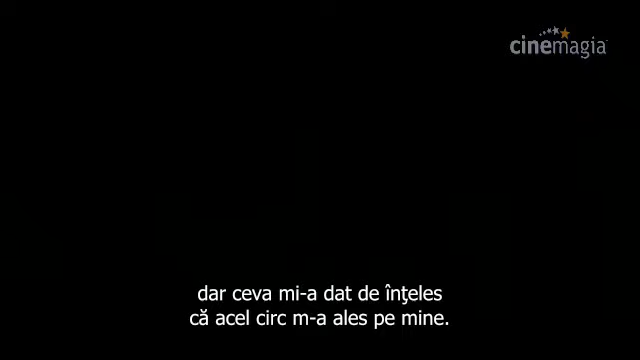 cinemagia
dar ceva mi-a dat de înţeles
că acel circ m-a ales pe mine.